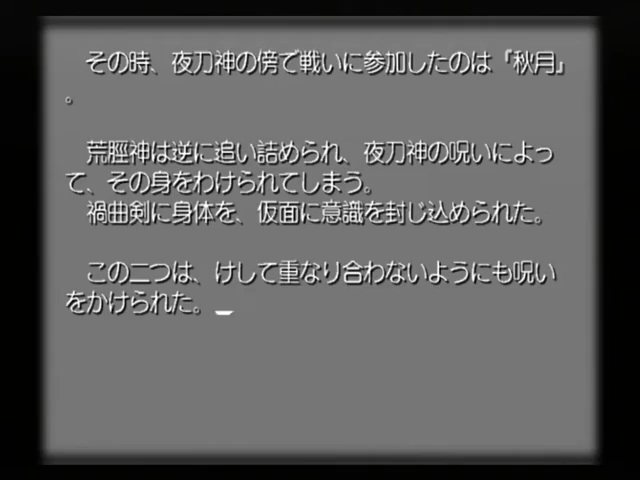 その時、夜刀神の傍で戦いに参加したのは『秋月』
。
荒脛神は逆に追い詰められ、夜刀神の呪いによっ
て、その身をわけられてしまう。
禍曲剣に身体を、仮面に意識を封じ込められた。
この二つは、けして重なり合わないようにも呪い
をかけられた。